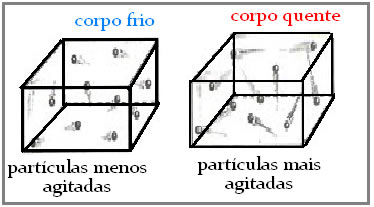 corpo frio
corpo quente
partículas menos
agitadas
partículas mais
agitadas